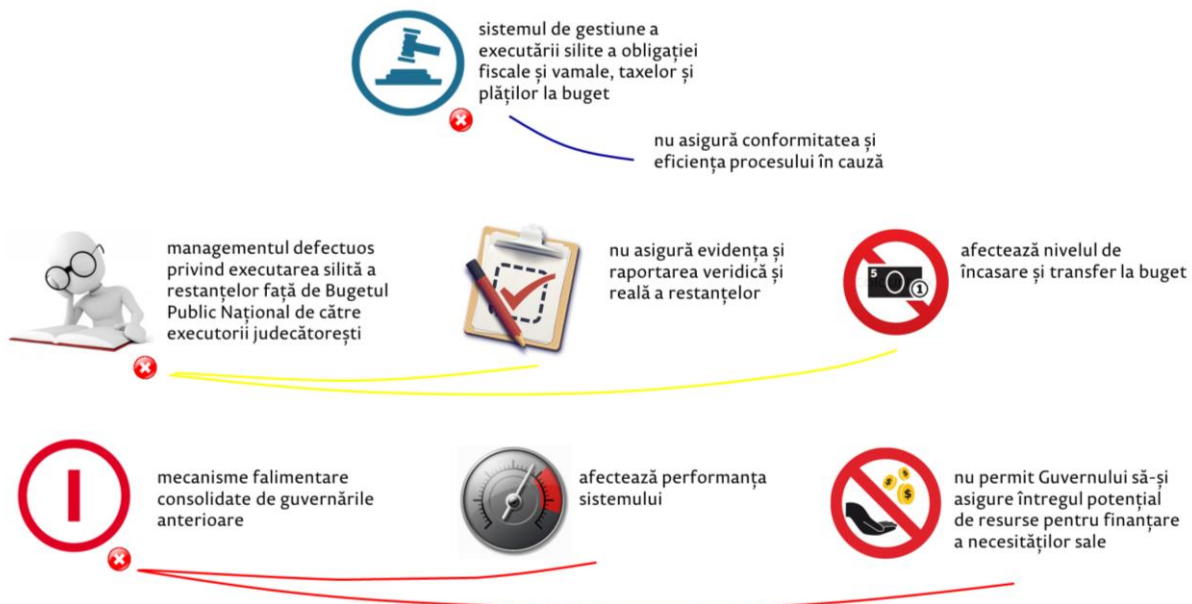 sistemul de gestiune a
executării silite a obligației
fiscale și vamale, taxelor și
plăților la buget
nu asigură conformitatea și
eficiența procesului în cauză
managementul defectuos
privind executarea silită a
restanțelor față de Bugetul
Public Național de către
executorii judecătorești
nu asigură evidența și
raportarea veridică și
reală a restanțelor
5
1
afectează nivelul de
încasare și transfer la buget
mecanisme falimentare
consolidate de guvernările
anterioare
afectează performanța
sistemului
$
$
$
nu permit Guvernului să-și
asigure întregul potențial
de resurse pentru finanțare
a necesităților sale